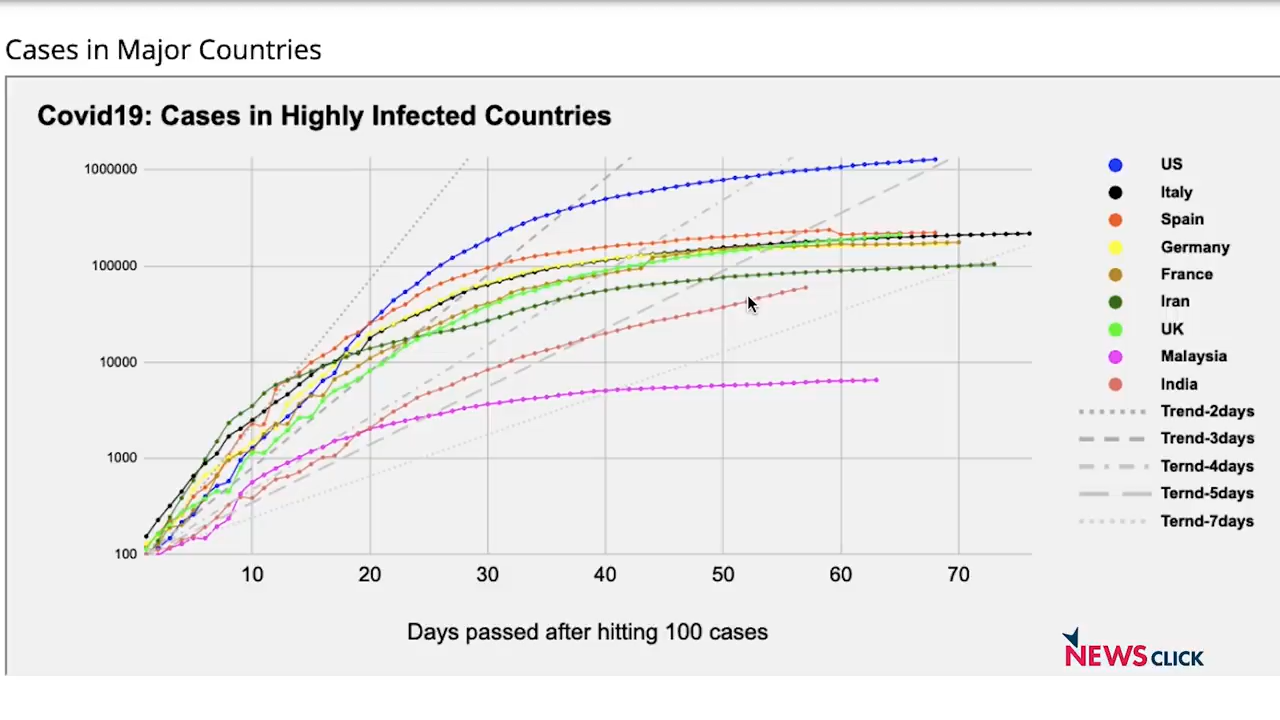 Cases in Major Countries
Covid19: Cases in Highly Infected Countries
1000000
100000
10000
1000
100
10 20 30 40 50 60 70
Days passed after hitting 100 cases
US
Italy
Spain
Germany
France
Iran
UK
Malaysia
India
Trend-2days
Trend-3days
Ternd-4days
Ternd-5days
Ternd-7days
NEWSCLICK